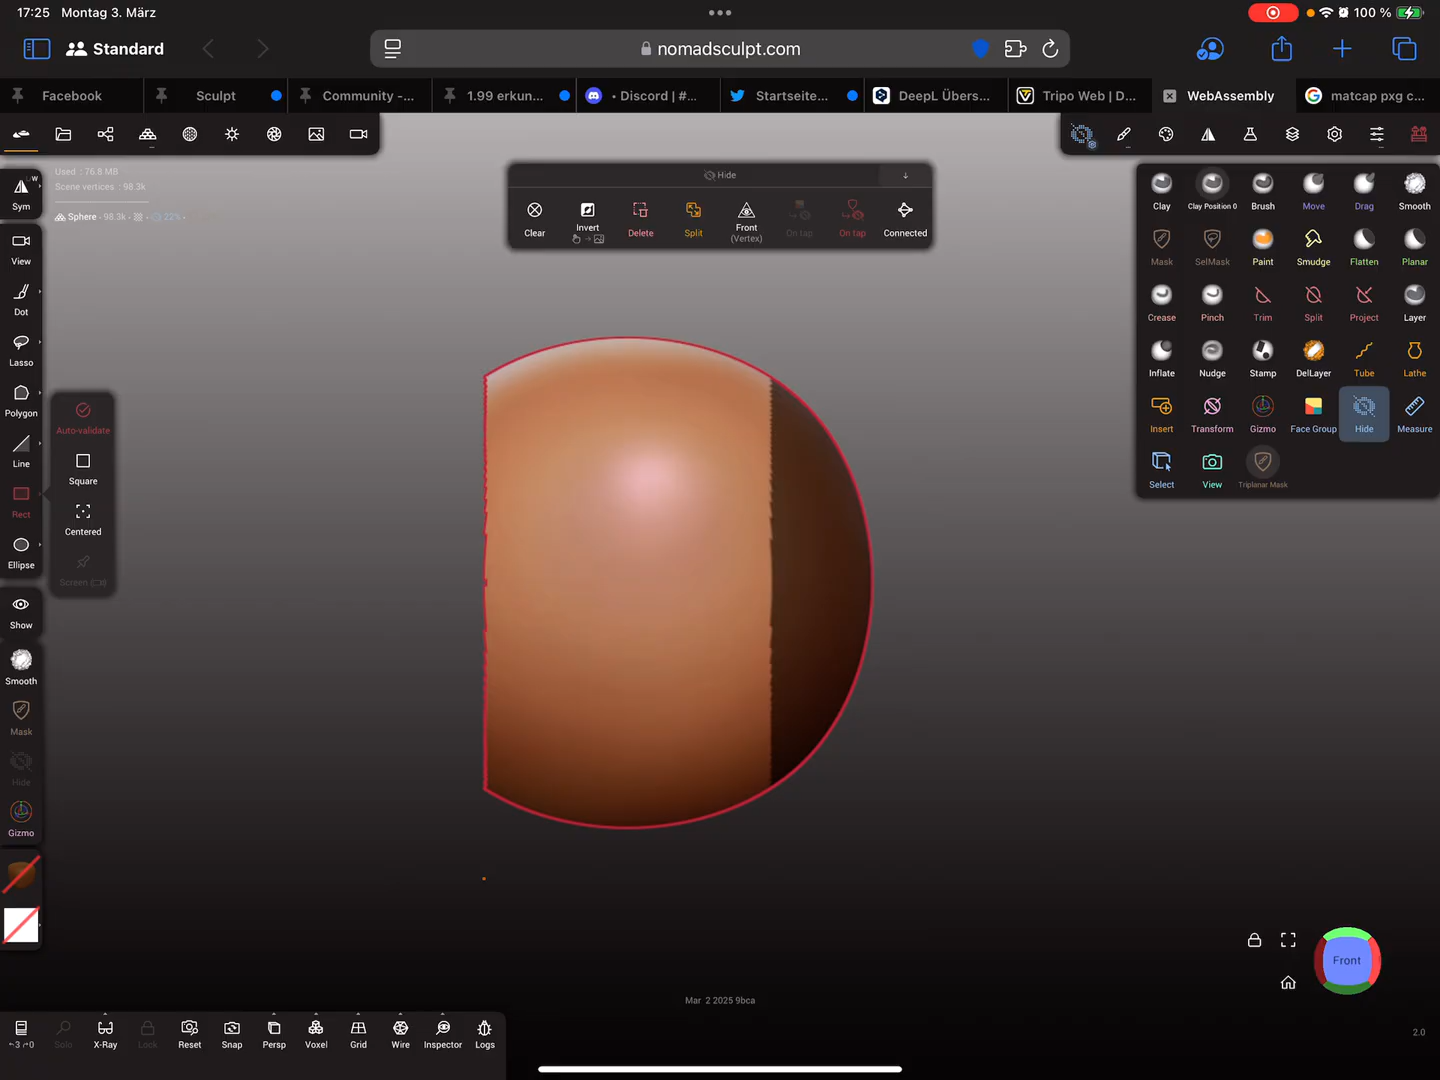 17:25 Montag 3. März
100 %
Standard
nomadsculpt.com
Facebook
Sculpt
Community -...
1.99 erkun...
• Discord | #...
Startseite...
DeepL Übers...
Tripo Web | D...
WebAssembly
matcap pxg c...
Used : 76.8 MB
Scene vertices : 98.3k
Sphere - 98.3k - 22% -
Hide
Clear
Invert
Delete
Split
Front
(Vertex)
On tap
On tap
Connected
Clay
Clay Position 0
Brush
Move
Drag
Smooth
Mask
SelMask
Paint
Smudge
Flatten
Planar
Crease
Pinch
Trim
Split
Project
Layer
Inflate
Nudge
Stamp
DelLayer
Tube
Lathe
Insert
Transform
Gizmo
Face Group
Hide
Measure
Select
View
Triplanar Mask
Sym
View
Dot
Lasso
Polygon
Line
Rect
Ellipse
Show
Smooth
Mask
Hide
Gizmo
Auto-validate
Square
Centered
Screen
Front
Mar 2 2025 9bca
2.0
Solo
X-Ray
Lock
Reset
Snap
Persp
Voxel
Grid
Wire
Inspector
Logs